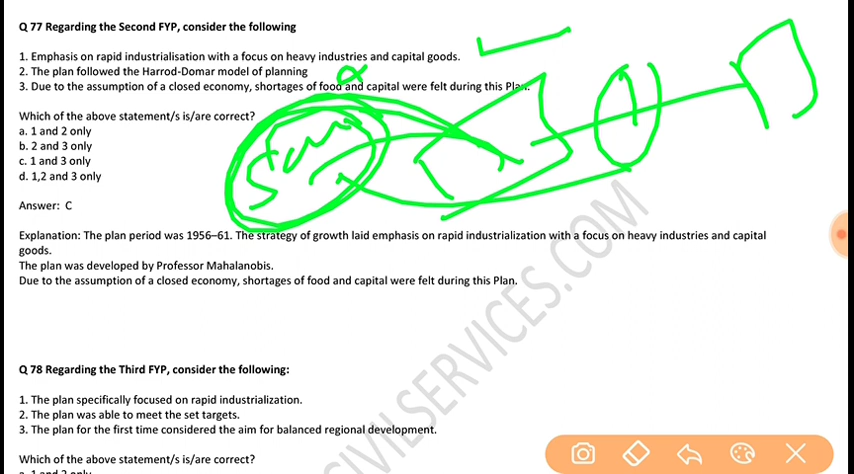 Q 77 Regarding the Second FYP, consider the following
1. Emphasis on rapid industrialisation with a focus on heavy industries and capital goods.
2. The plan followed the Harrod-Domar model of planning
3. Due to the assumption of a closed economy, shortages of food and capital were felt during this Plan.
Which of the above statement/s is/are correct?
a. 1 and 2 only
b. 2 and 3 only
c. 1 and 3 only
d. 1,2 and 3 only
Answer: C
Explanation: The plan period was 1956–61. The strategy of growth laid emphasis on rapid industrialization with a focus on heavy industries and capital
goods.
The plan was developed by Professor Mahalanobis.
Due to the assumption of a closed economy, shortages of food and capital were felt during this Plan.
Q 78 Regarding the Third FYP, consider the following:
1. The plan specifically focused on rapid industrialization.
2. The plan was able to meet the set targets.
3. The plan for the first time considered the aim for balanced regional development.
Which of the above statement/s is/are correct?
a. 1 and 2 only
IVILSERVICES.COM